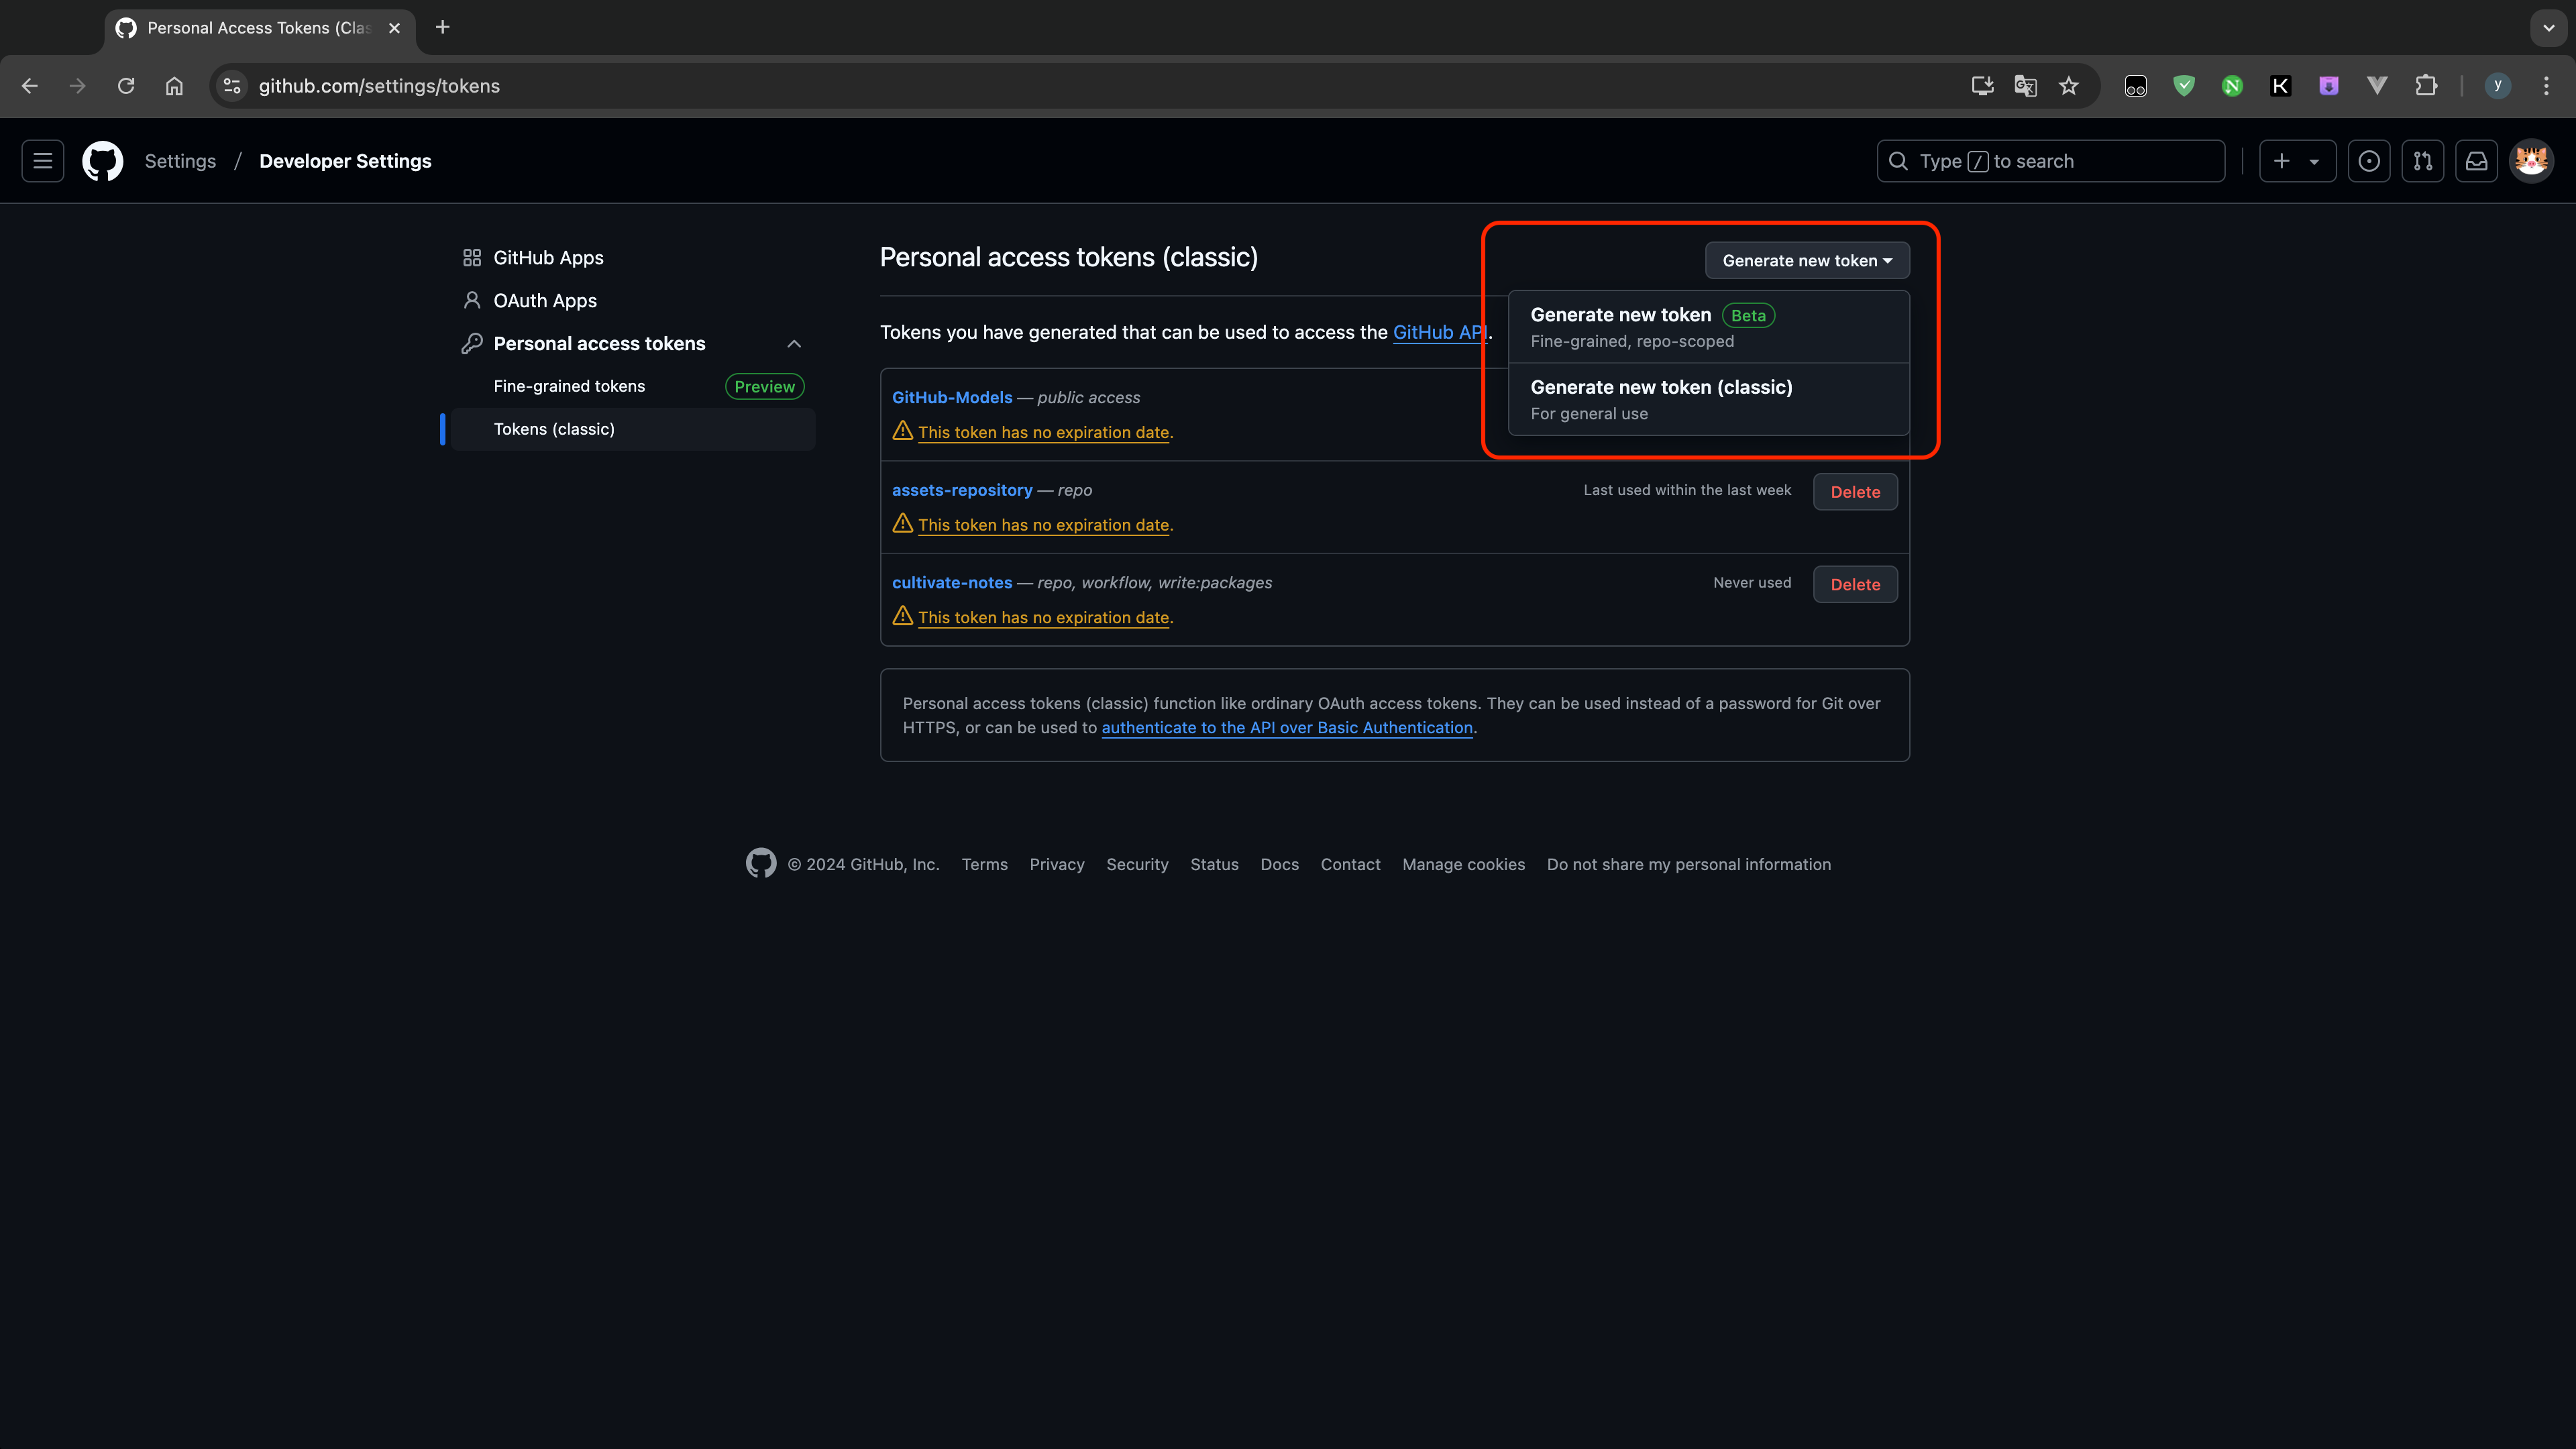 Personal Access Tokens (Clas
github.com/settings/tokens
y
Settings / Developer Settings
Type / to search
GitHub Apps
OAuth Apps
Personal access tokens
Fine-grained tokens Preview
Tokens (classic)
Personal access tokens (classic)
Generate new token
Generate new token Beta
Fine-grained, repo-scoped
Generate new token (classic)
For general use
Tokens you have generated that can be used to access the GitHub API.
GitHub-Models — public access
This token has no expiration date.
assets-repository — repo Last used within the last week Delete
This token has no expiration date.
cultivate-notes — repo, workflow, write:packages Never used Delete
This token has no expiration date.
Personal access tokens (classic) function like ordinary OAuth access tokens. They can be used instead of a password for Git over
HTTPS, or can be used to authenticate to the API over Basic Authentication.
© 2024 GitHub, Inc. Terms Privacy Security Status Docs Contact Manage cookies Do not share my personal information